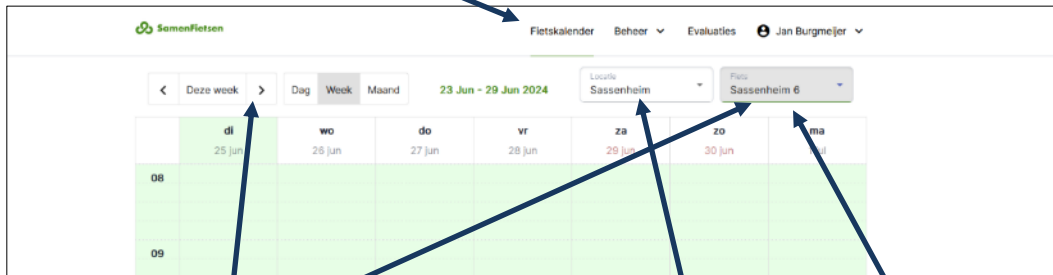 SamenFietsen Fietskalender Beheer Evaluaties Jan Burgmeijer
Locatie Fiets
Deze week Dag Week Maand 23 Jun - 29 Jun 2024 Sassenheim Sassenheim 6
di wo do vr za zo ma
25 jun 26 jun 27 jun 28 jun 29 jun 30 jun
08
09